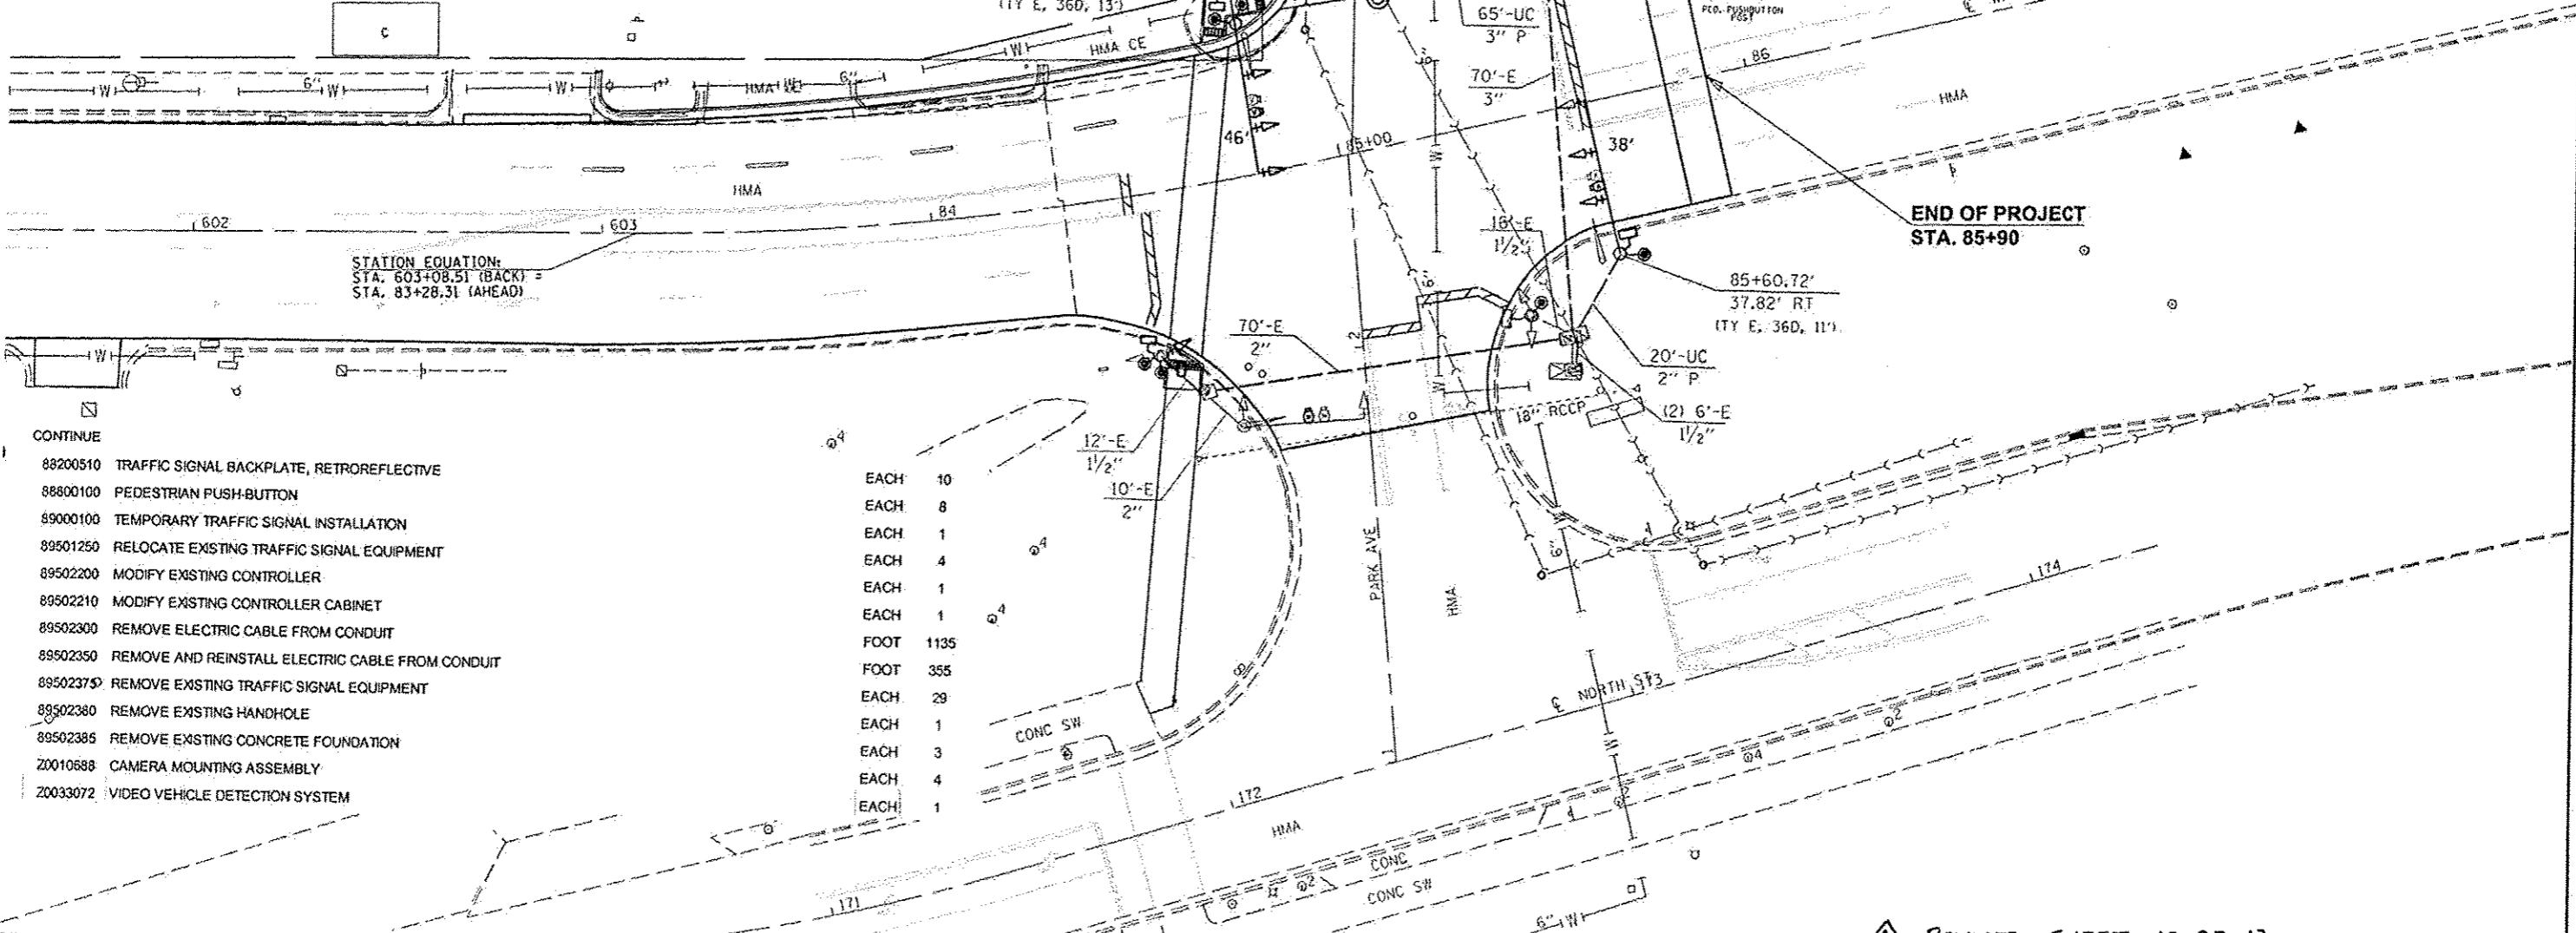 (TY E, 36D, 13')
C
W
6"
W
W
HMA
6"
W
HMA CE
65'-UC
3" P
70'-E
3"
PED. PUSHBUTTON
POST
86
HMA
46'
85+00
38'
HMA
602
603
84
STATION EQUATION:
STA. 603+08.51 (BACK) =
STA. 83+28.31 (AHEAD)
END OF PROJECT
STA. 85+90
16'-E
1½"
85+60.72'
37.82' RT
(TY E, 36D, 11')
W
70'-E
2"
20'-UC
2" P
18" RCCP
(2) 6'-E
1½"
12'-E
1½"
10'-E
2"
CONTINUE
88200510 TRAFFIC SIGNAL BACKPLATE, RETROREFLECTIVE EACH 10
88800100 PEDESTRIAN PUSH-BUTTON EACH 8
89000100 TEMPORARY TRAFFIC SIGNAL INSTALLATION EACH 1
89501250 RELOCATE EXISTING TRAFFIC SIGNAL EQUIPMENT EACH 4
89502200 MODIFY EXISTING CONTROLLER EACH 1
89502210 MODIFY EXISTING CONTROLLER CABINET EACH 1
89502300 REMOVE ELECTRIC CABLE FROM CONDUIT FOOT 1135
89502350 REMOVE AND REINSTALL ELECTRIC CABLE FROM CONDUIT FOOT 355
89502375 REMOVE EXISTING TRAFFIC SIGNAL EQUIPMENT EACH 29
89502380 REMOVE EXISTING HANDHOLE EACH 1
89502385 REMOVE EXISTING CONCRETE FOUNDATION EACH 3
Z0010688 CAMERA MOUNTING ASSEMBLY EACH 4
Z0033072 VIDEO VEHICLE DETECTION SYSTEM EACH 1
PARK AVE
HMA
6"
174
NORTH ST
173
CONC SW
172
HMA
171
CONC
CONC SW
6" W